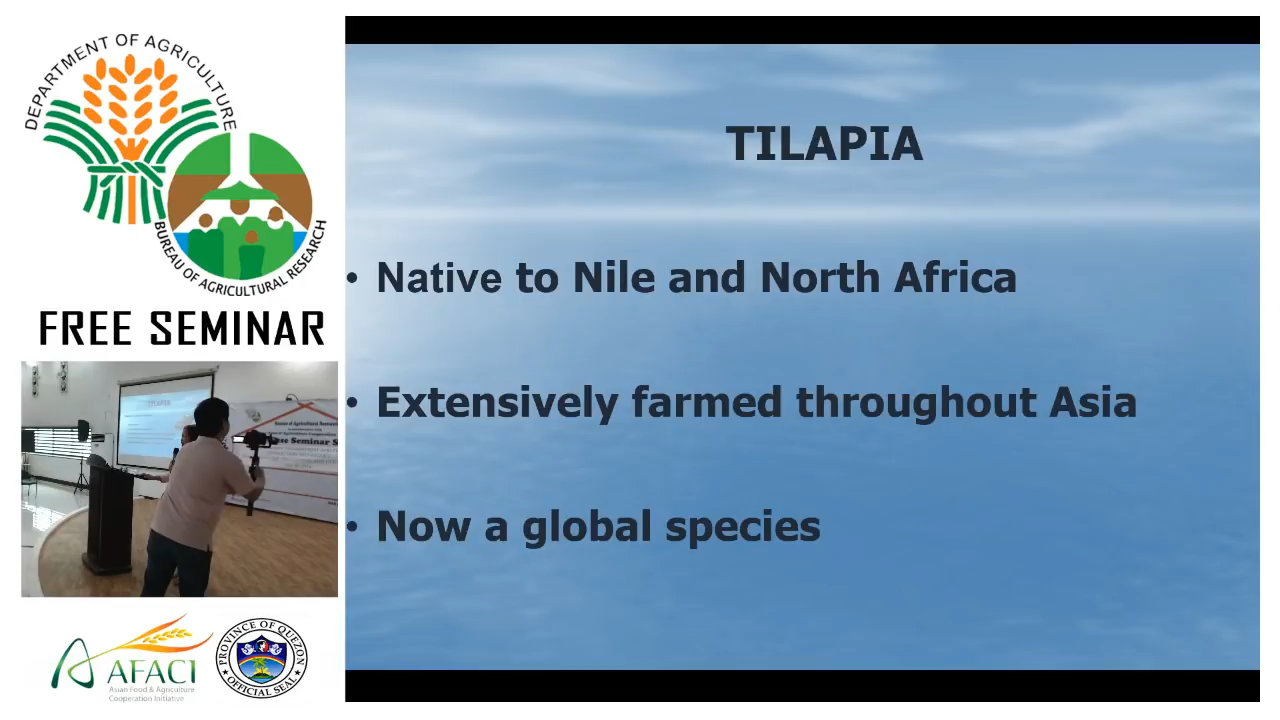 DEPARTMENT OF AGRICULTURE
BUREAU OF AGRICULTURAL RESEARCH
FREE SEMINAR
TILAPIA
AFACI
Asian Food & Agriculture
Cooperation Initiative
PROVINCE OF QUEZON
OFFICIAL SEAL
TILAPIA
• Native to Nile and North Africa
• Extensively farmed throughout Asia
• Now a global species